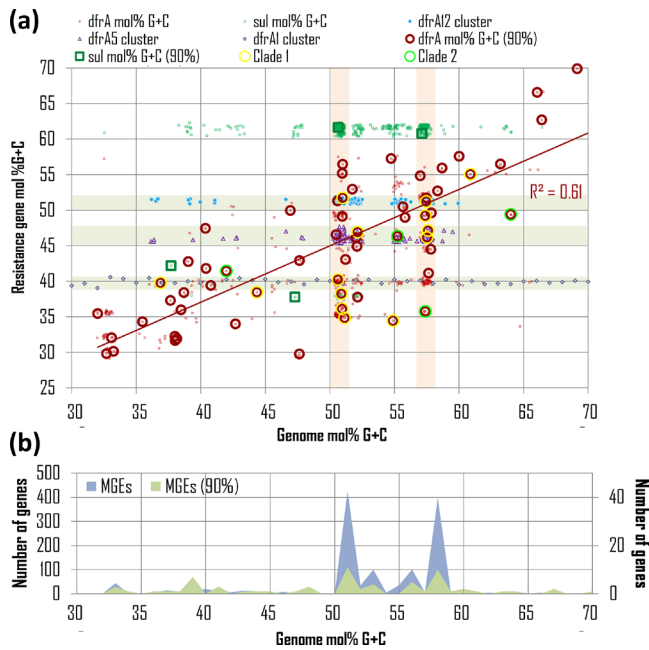 (a)
dfrA mol% G+C sul mol% G+C dfrA12 cluster
dfrA5 cluster dfrA1 cluster dfrA mol% G+C (90%)
sul mol% G+C (90%) Clade 1 Clade 2
Resistance gene mol %G+C
70
65
60
55
50
45
40
35
30
25
R² = 0.61
30 35 40 45 50 55 60 65 70
Genome mol% G+C
(b)
MGEs MGEs (90%)
Number of genes
500
400
300
200
100
0
40
20
0
Number of genes
30 35 40 45 50 55 60 65 70
Genome mol% G+C